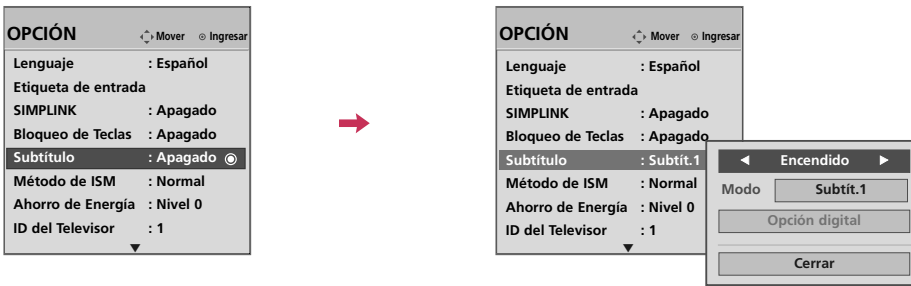 OPCIÓN Mover Ingresar
Lenguaje : Español
Etiqueta de entrada
SIMPLINK : Apagado
Bloqueo de Teclas : Apagado
Subtítulo : Apagado
Método de ISM : Normal
Ahorro de Energía : Nivel 0
ID del Televisor : 1
OPCIÓN Mover Ingresar
Lenguaje : Español
Etiqueta de entrada
SIMPLINK : Apagado
Bloqueo de Teclas : Apagado
Subtítulo : Subtít.1
Método de ISM : Normal
Ahorro de Energía : Nivel 0
ID del Televisor : 1
Encendido
Modo Subtít.1
Opción digital
Cerrar